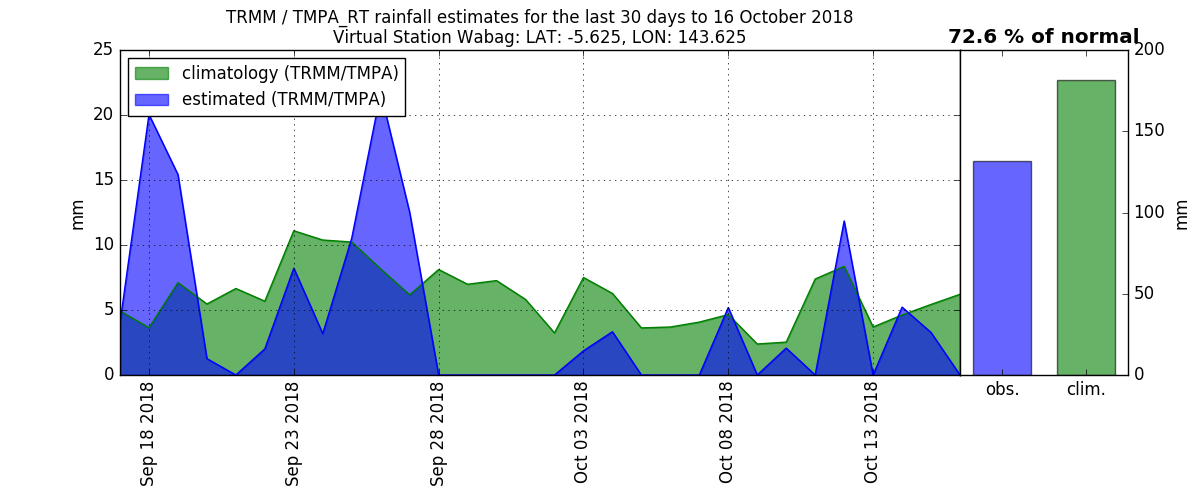 TRMM / TMPA_RT rainfall estimates for the last 30 days to 16 October 2018
Virtual Station Wabag: LAT: -5.625, LON: 143.625
72.6 % of normal
climatology (TRMM/TMPA)
estimated (TRMM/TMPA)
25
20
15
10
5
0
mm
Sep 18 2018
Sep 23 2018
Sep 28 2018
Oct 03 2018
Oct 08 2018
Oct 13 2018
200
150
100
50
0
mm
obs.
clim.